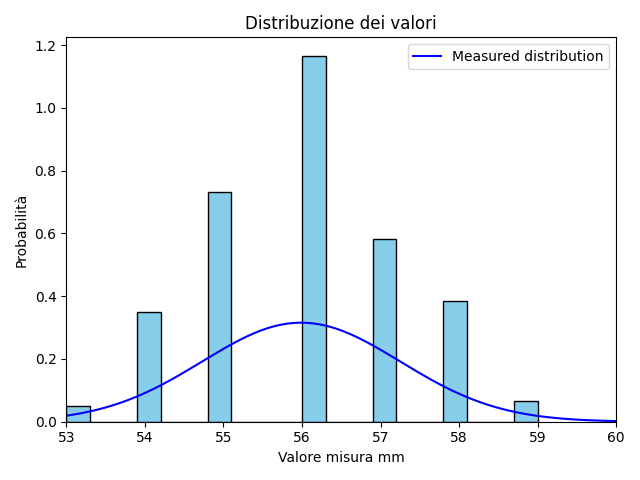 Distribuzione dei valori
Measured distribution
Probabilità
1.2
1.0
0.8
0.6
0.4
0.2
0.0
53 54 55 56 57 58 59 60
Valore misura mm